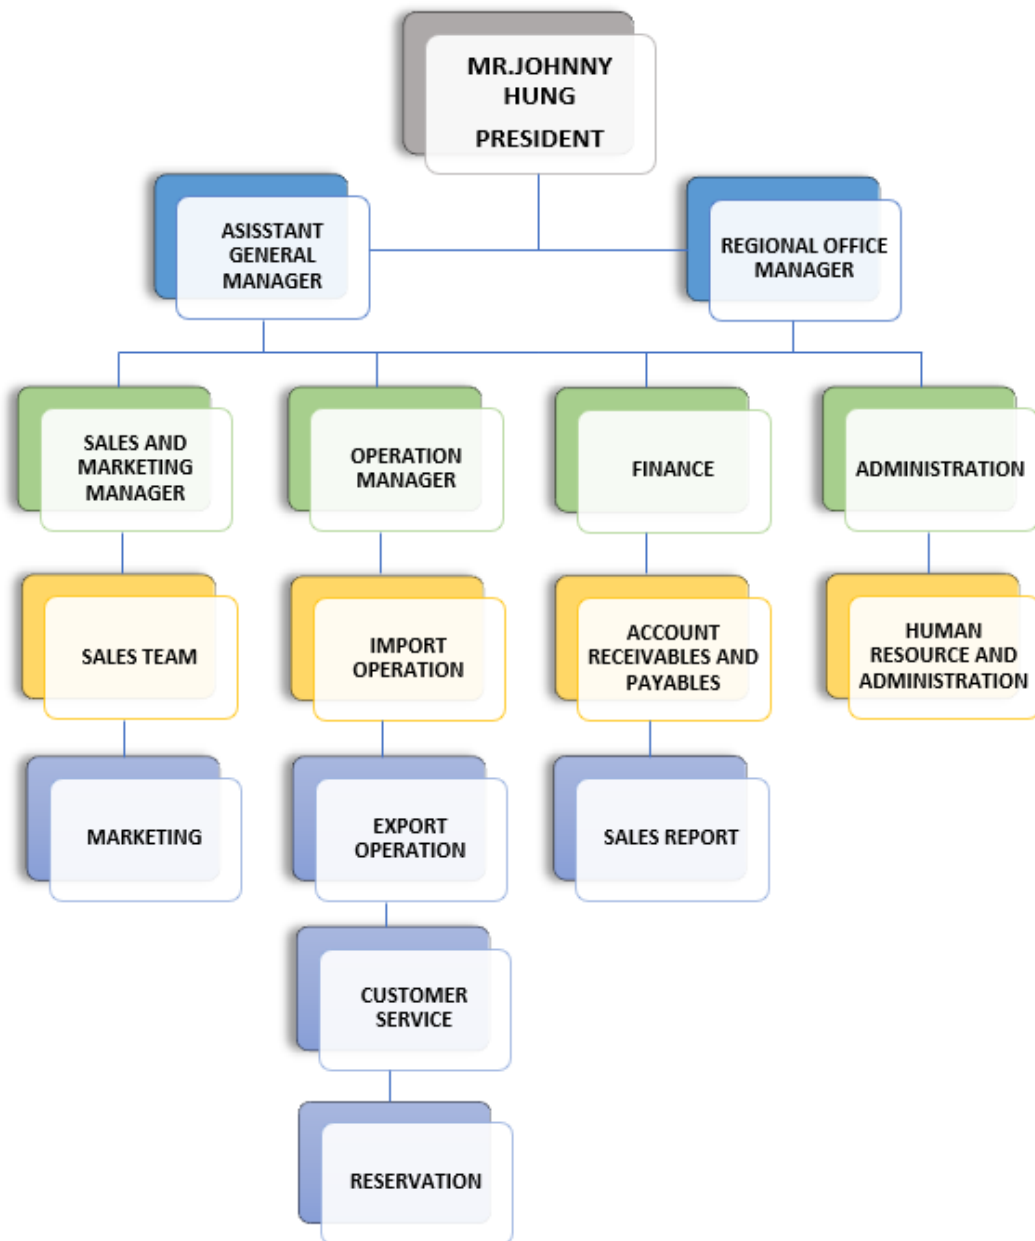 MR.JOHNNY
HUNG
PRESIDENT
ASISSTANT
GENERAL
MANAGER
REGIONAL OFFICE
MANAGER
SALES AND
MARKETING
MANAGER
OPERATION
MANAGER
FINANCE
ADMINISTRATION
SALES TEAM
IMPORT
OPERATION
ACCOUNT
RECEIVABLES AND
PAYABLES
HUMAN
RESOURCE AND
ADMINISTRATION
MARKETING
EXPORT
OPERATION
SALES REPORT
CUSTOMER
SERVICE
RESERVATION